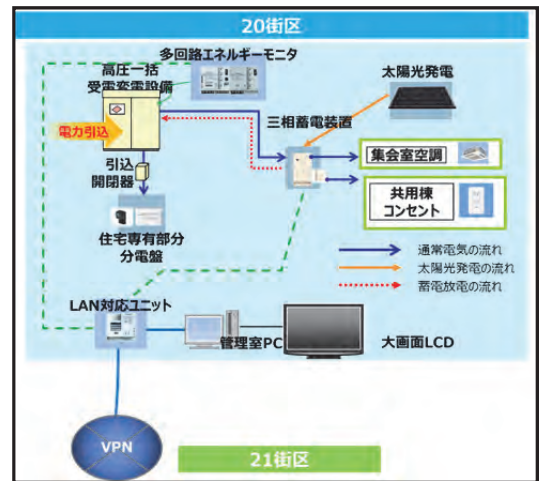 20街区
多回路エネルギーモニタ
高圧一括
受電変電設備
太陽光発電
電力引込
三相蓄電装置
引込
開閉器
集会室空調
共用棟
コンセント
住宅専有部分
分電盤
通常電気の流れ
太陽光発電の流れ
蓄電放電の流れ
LAN対応ユニット
管理室PC
大画面LCD
VPN
21街区